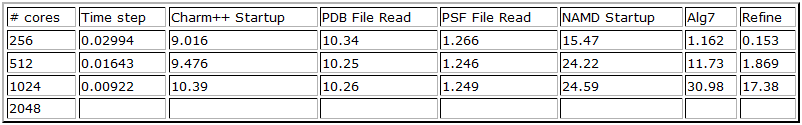 # cores Time step Charm++ Startup PDB File Read PSF File Read NAMD Startup Alg7 Refine
256 0.02994 9.016 10.34 1.266 15.47 1.162 0.153
512 0.01643 9.476 10.25 1.246 24.22 11.73 1.869
1024 0.00922 10.39 10.26 1.249 24.59 30.98 17.38
2048